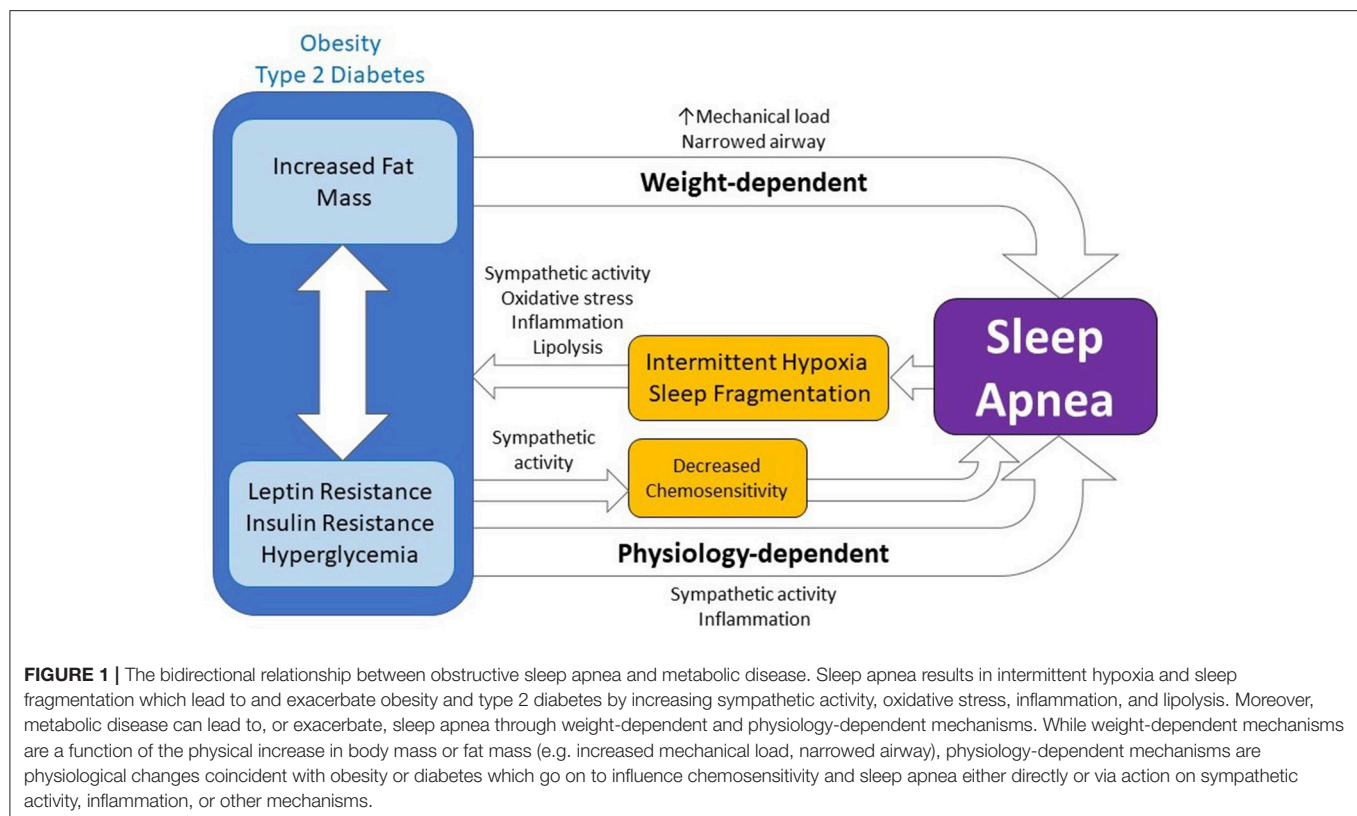 Obesity
Type 2 Diabetes
Increased Fat
Mass
↑Mechanical load
Narrowed airway
Weight-dependent
Sympathetic activity
Oxidative stress
Inflammation
Lipolysis
Intermittent Hypoxia
Sleep Fragmentation
Sleep
Apnea
Sympathetic
activity
Decreased
Chemosensitivity
Leptin Resistance
Insulin Resistance
Hyperglycemia
Physiology-dependent
Sympathetic activity
Inflammation
FIGURE 1 | The bidirectional relationship between obstructive sleep apnea and metabolic disease. Sleep apnea results in intermittent hypoxia and sleep
fragmentation which lead to and exacerbate obesity and type 2 diabetes by increasing sympathetic activity, oxidative stress, inflammation, and lipolysis. Moreover,
metabolic disease can lead to, or exacerbate, sleep apnea through weight-dependent and physiology-dependent mechanisms. While weight-dependent mechanisms
are a function of the physical increase in body mass or fat mass (e.g. increased mechanical load, narrowed airway), physiology-dependent mechanisms are
physiological changes coincident with obesity or diabetes which go on to influence chemosensitivity and sleep apnea either directly or via action on sympathetic
activity, inflammation, or other mechanisms.